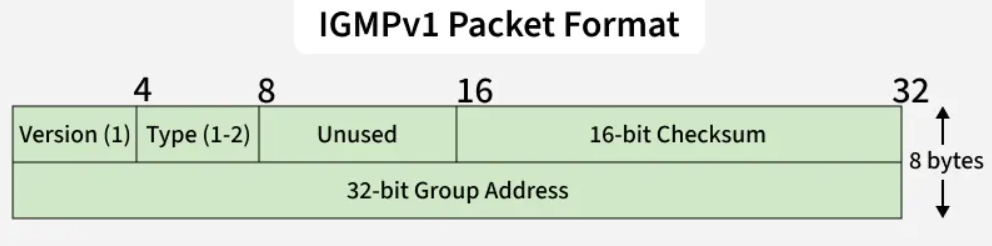 IGMPv1 Packet Format
4 8 16 32
Version (1) Type (1-2) Unused 16-bit Checksum
8 bytes
32-bit Group Address